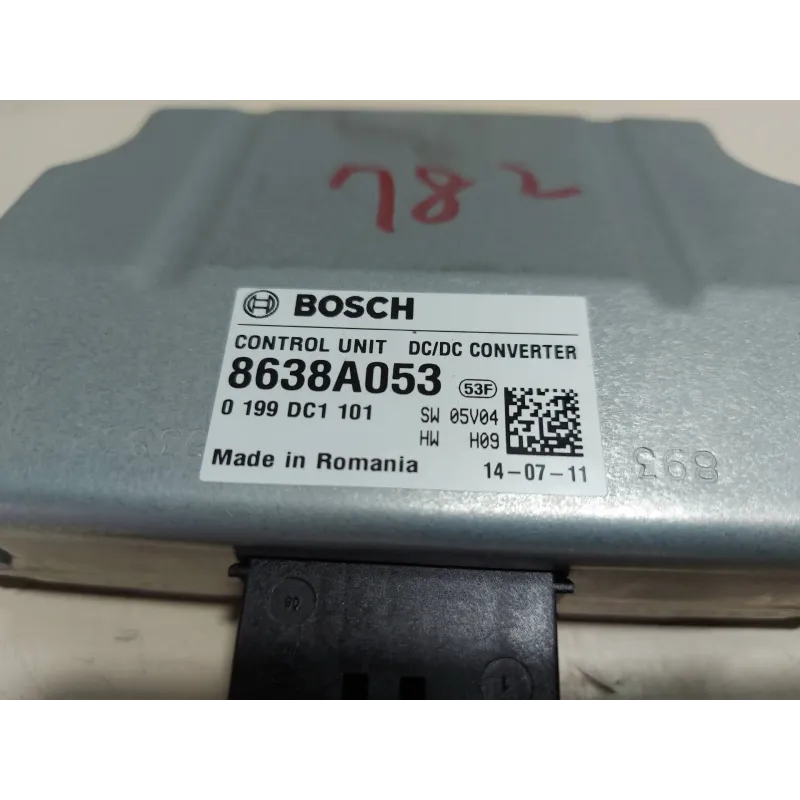 782
BOSCH
CONTROL UNIT DC/DC CONVERTER
8638A053 53F
0 199 DC1 101 SW 05V04
HW H09
Made in Romania 14-07-11
1